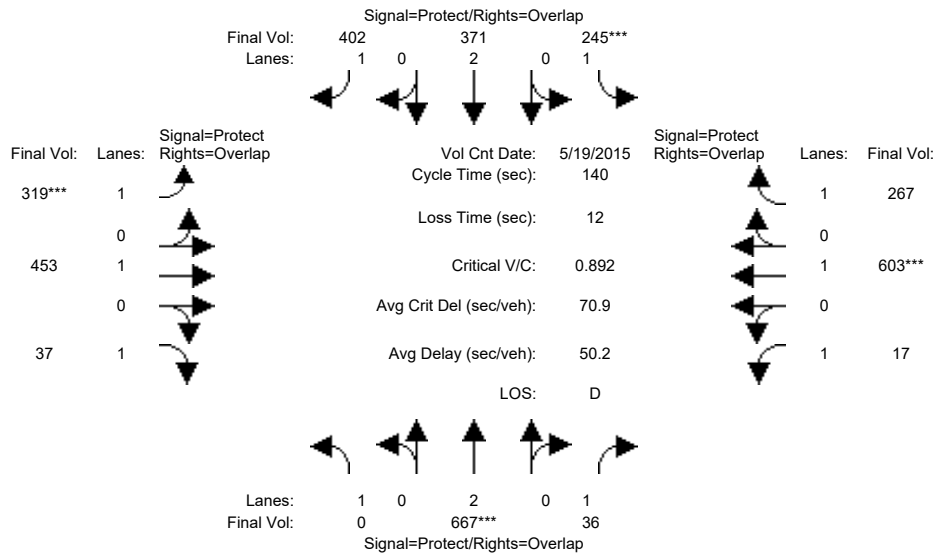 Signal=Protect/Rights=Overlap
Final Vol: 402 371 245***
Lanes: 1 0 2 0 1
Signal=Protect
Final Vol: Lanes: Rights=Overlap
Vol Cnt Date: 5/19/2015
Signal=Protect
Rights=Overlap Lanes: Final Vol:
Cycle Time (sec): 140
319*** 1
1 267
Loss Time (sec): 12
0
0
453 1
Critical V/C: 0.892
1 603***
0
Avg Crit Del (sec/veh): 70.9
0
37 1
Avg Delay (sec/veh): 50.2
1 17
LOS: D
Lanes: 1 0 2 0 1
Final Vol: 0 667*** 36
Signal=Protect/Rights=Overlap